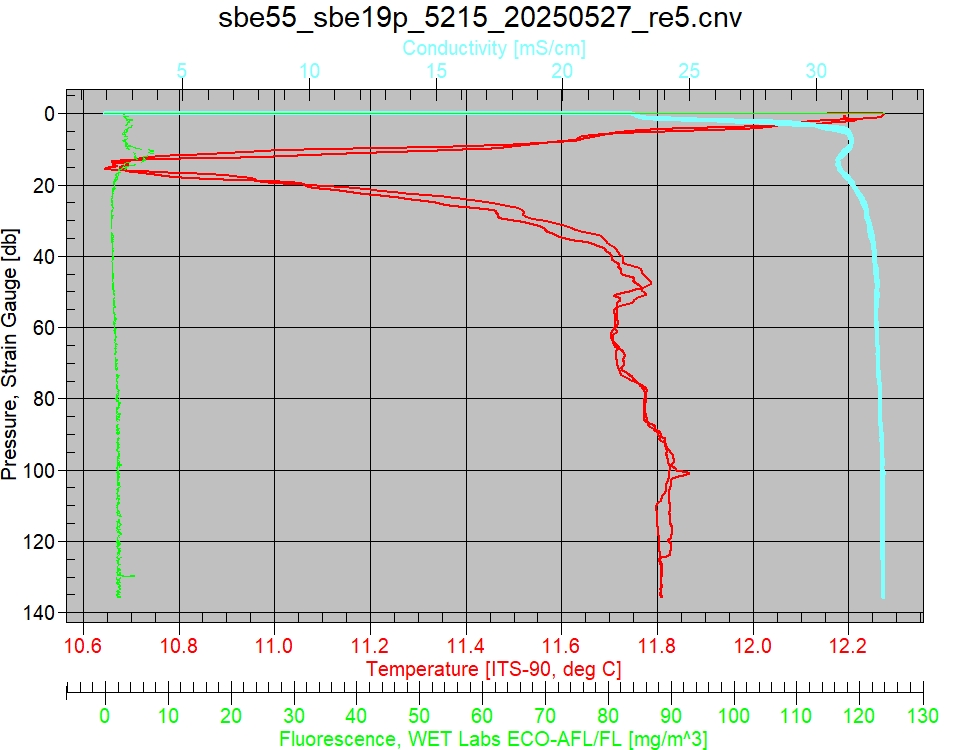 sbe55_sbe19p_5215_20250527_re5.cnv
Conductivity [mS/cm]
5 10 15 20 25 30
0
20
40
60
80
100
120
140
Pressure, Strain Gauge [db]
10.6 10.8 11.0 11.2 11.4 11.6 11.8 12.0 12.2
Temperature [ITS-90, deg C]
0 10 20 30 40 50 60 70 80 90 100 110 120 130
Fluorescence, WET Labs ECO-AFL/FL [mg/m^3]